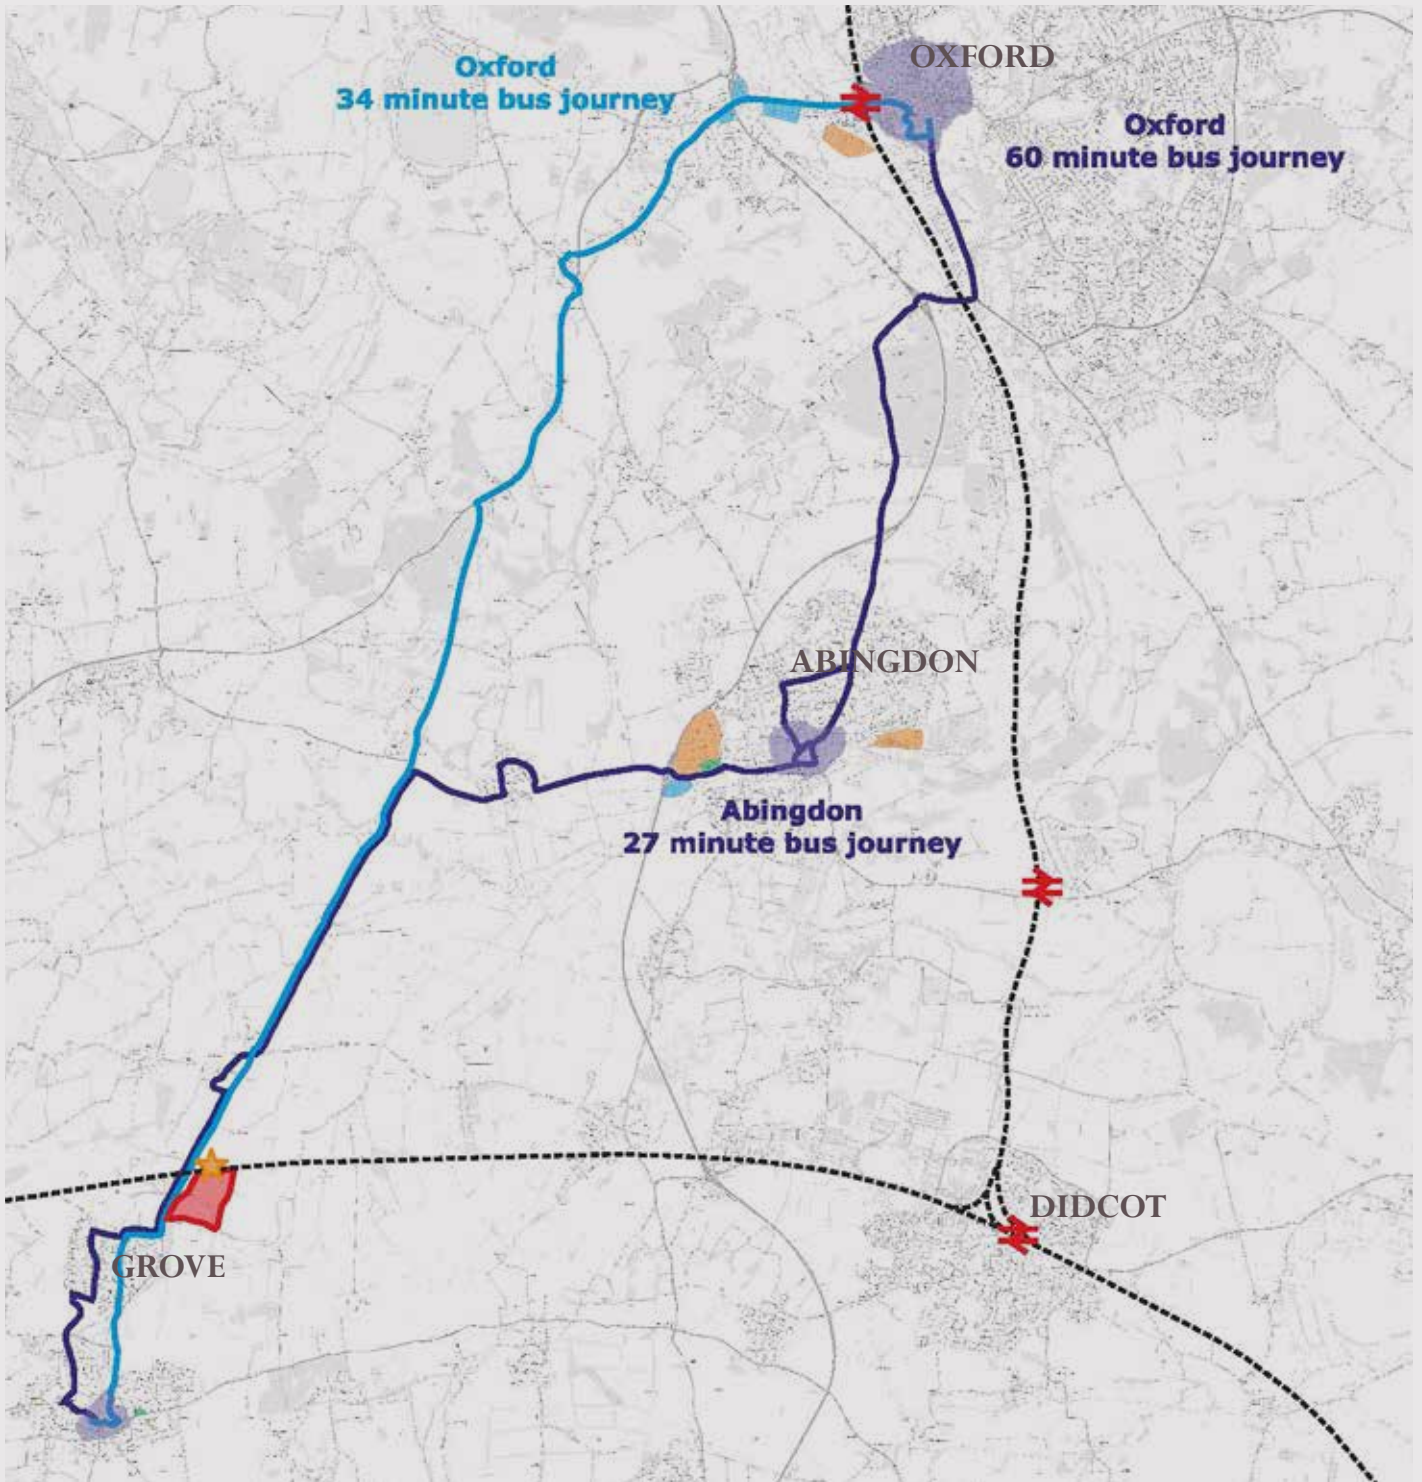 OXFORD
Oxford
34 minute bus journey
Oxford
60 minute bus journey
ABINGDON
Abingdon
27 minute bus journey
DIDCOT
GROVE